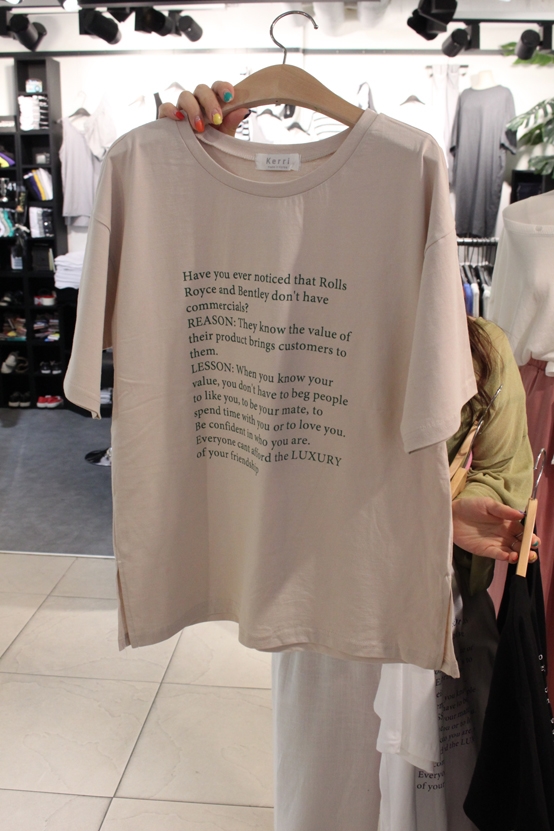 Kerri
Have you ever noticed that Rolls
Royce and Bentley don't have
commercials?
REASON: They know the value of
their product brings customers to
them.
LESSON: When you know your
value, you don't have to beg people
to like you, to be your mate, to
spend time with you or to love you.
Be confident in who you are.
Everyone cant afford the LUXURY
of your friendship